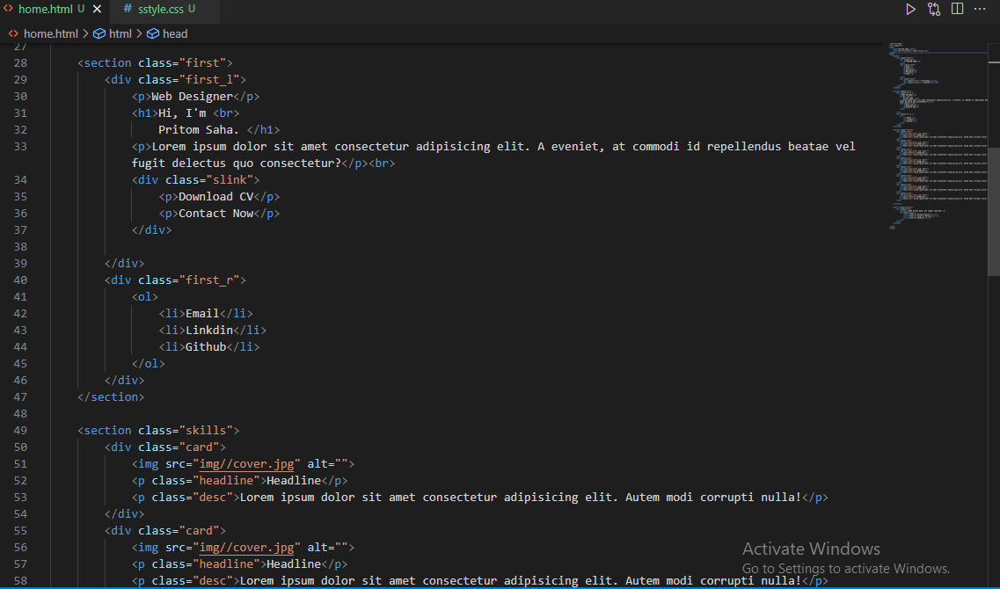 home.html U
# sstyle.css U
home.html > html > head
27
28 <section class="first">
29 <div class="first_l">
30 <p>Web Designer</p>
31 <h1>Hi, I'm <br>
32 Pritom Saha. </h1>
33 <p>Lorem ipsum dolor sit amet consectetur adipisicing elit. A eveniet, at commodi id repellendus beatae vel
fugit delectus quo consectetur?</p><br>
34 <div class="slink">
35 <p>Download CV</p>
36 <p>Contact Now</p>
37 </div>
38
39 </div>
40 <div class="first_r">
41 <ol>
42 <li>Email</li>
43 <li>Linkdin</li>
44 <li>Github</li>
45 </ol>
46 </div>
47 </section>
48
49 <section class="skills">
50 <div class="card">
51 <img src="img//cover.jpg" alt="">
52 <p class="headline">Headline</p>
53 <p class="desc">Lorem ipsum dolor sit amet consectetur adipisicing elit. Autem modi corrupti nulla!</p>
54 </div>
55 <div class="card">
56 <img src="img//cover.jpg" alt="">
57 <p class="headline">Headline</p>
58 <p class="desc">Lorem ipsum dolor sit amet consectetur adipisicing elit. Autem modi corrupti nulla!</p>
Activate Windows
Go to Settings to activate Windows.